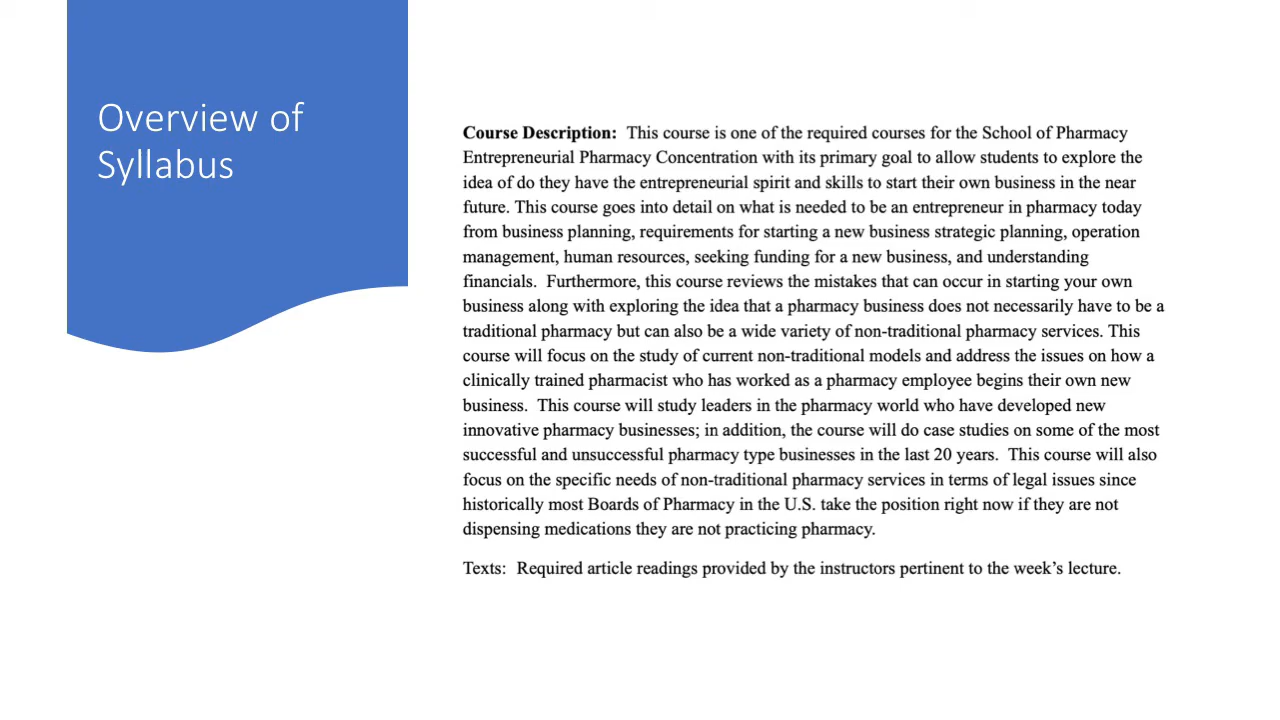 Overview of
Syllabus
Course Description:  This course is one of the required courses for the School of Pharmacy
Entrepreneurial Pharmacy Concentration with its primary goal to allow students to explore the
idea of do they have the entrepreneurial spirit and skills to start their own business in the near
future. This course goes into detail on what is needed to be an entrepreneur in pharmacy today
from business planning, requirements for starting a new business strategic planning, operation
management, human resources, seeking funding for a new business, and understanding
financials.  Furthermore, this course reviews the mistakes that can occur in starting your own
business along with exploring the idea that a pharmacy business does not necessarily have to be a
traditional pharmacy but can also be a wide variety of non-traditional pharmacy services. This
course will focus on the study of current non-traditional models and address the issues on how a
clinically trained pharmacist who has worked as a pharmacy employee begins their own new
business.  This course will study leaders in the pharmacy world who have developed new
innovative pharmacy businesses; in addition, the course will do case studies on some of the most
successful and unsuccessful pharmacy type businesses in the last 20 years.  This course will also
focus on the specific needs of non-traditional pharmacy services in terms of legal issues since
historically most Boards of Pharmacy in the U.S. take the position right now if they are not
dispensing medications they are not practicing pharmacy.
Texts:  Required article readings provided by the instructors pertinent to the week’s lecture.